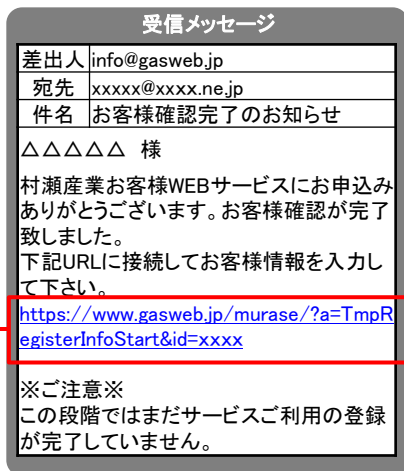 受信メッセージ
差出人 info@gasweb.jp
宛先 xxxxx@xxxx.ne.jp
件名 お客様確認完了のお知らせ
△△△△△ 様
村瀬産業お客様WEBサービスにお申込み
ありがとうございます。お客様確認が完了
致しました。
下記URLに接続してお客様情報を入力し
て下さい。
https://www.gasweb.jp/murase/?a=TmpR
egisterInfoStart&id=xxxx
※ご注意※
この段階ではまだサービスご利用の登録
が完了していません。